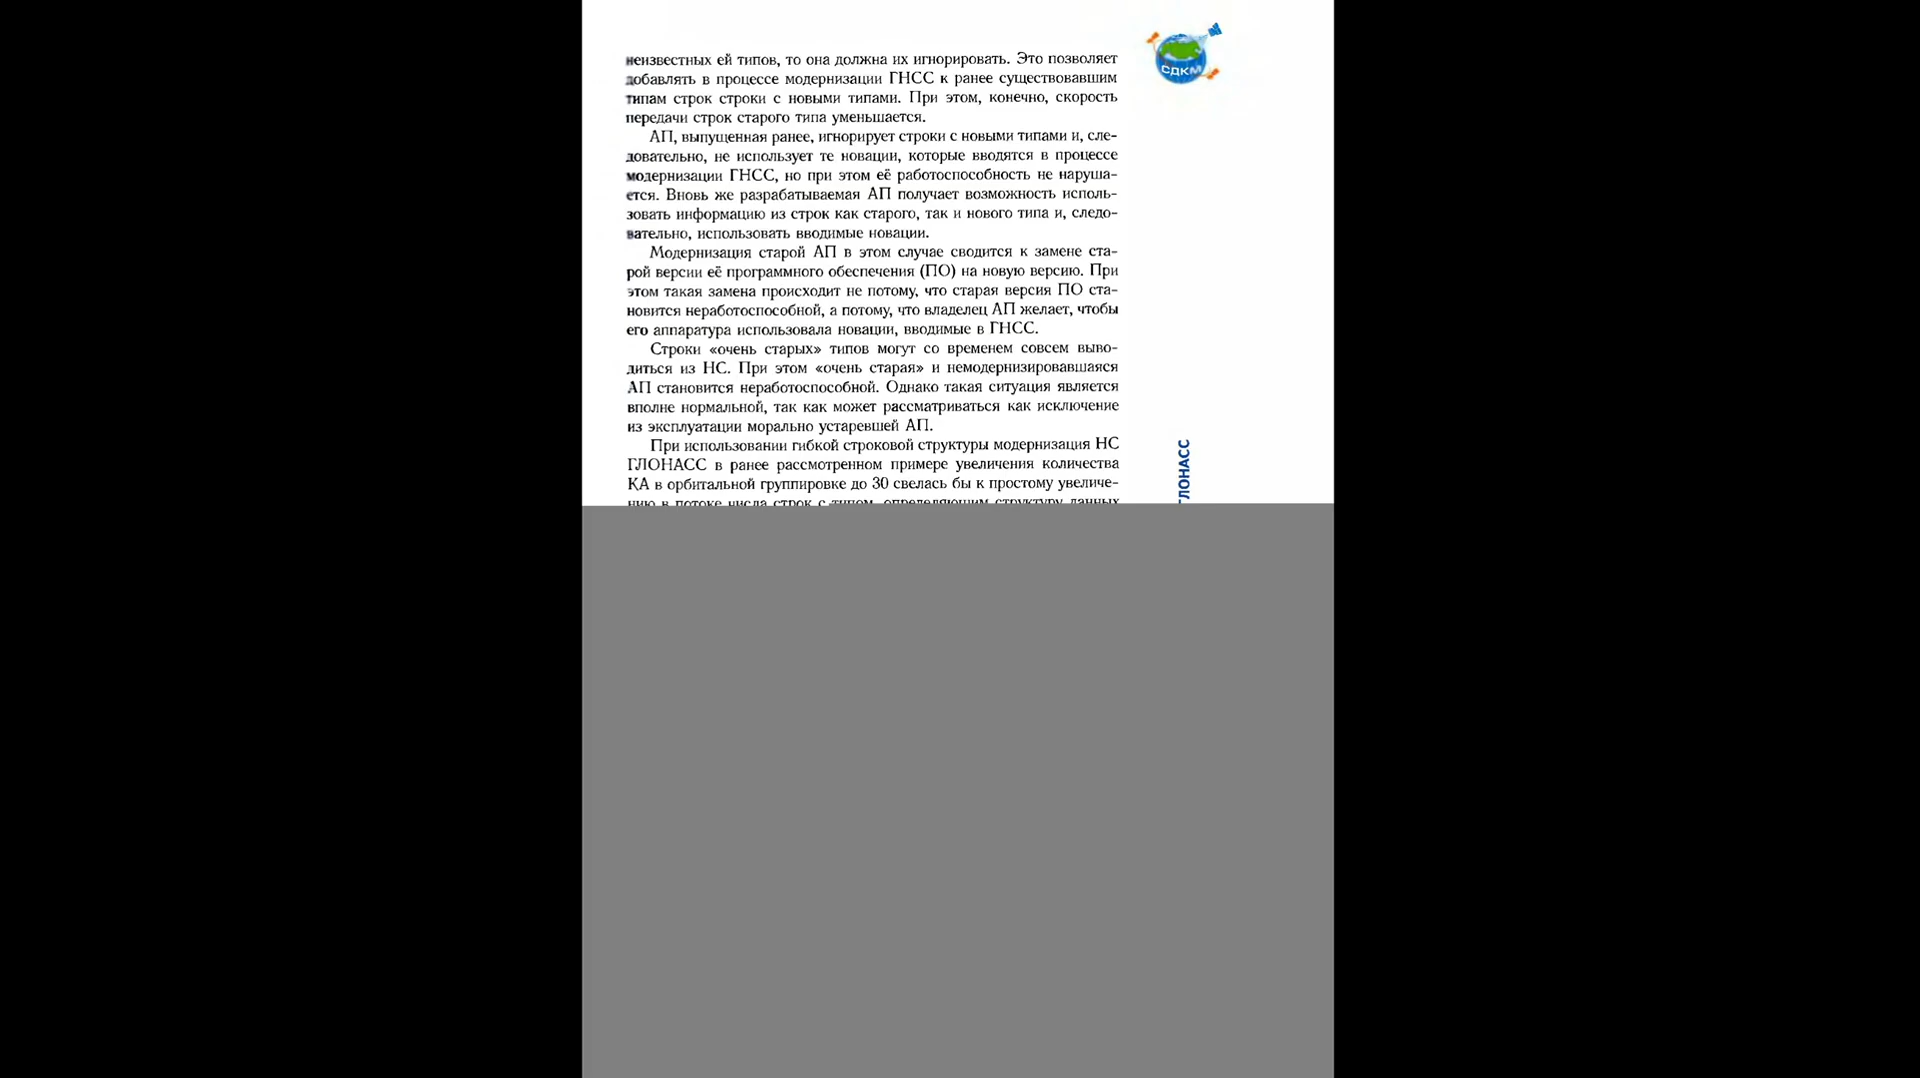 неизвестных ей типов, то она должна их игнорировать. Это позволяет
добавлять в процессе модернизации ГНСС к ранее существовавшим
типам строк строки с новыми типами. При этом, конечно, скорость
передачи строк старого типа уменьшается.
АП, выпущенная ранее, игнорирует строки с новыми типами и, сле-
довательно, не использует те новации, которые вводятся в процессе
модернизации ГНСС, но при этом её работоспособность не наруша-
ется. Вновь же разрабатываемая АП получает возможность исполь-
зовать информацию из строк как старого, так и нового типа и, следо-
вательно, использовать вводимые новации.
Модернизация старой АП в этом случае сводится к замене ста-
рой версии её программного обеспечения (ПО) на новую версию. При
этом такая замена происходит не потому, что старая версия ПО ста-
новится неработоспособной, а потому, что владелец АП желает, чтобы
его аппаратура использовала новации, вводимые в ГНСС.
Строки «очень старых» типов могут со временем совсем выво-
диться из НС. При этом «очень старая» и немодернизировавшаяся
АП становится неработоспособной. Однако такая ситуация является
вполне нормальной, так как может рассматриваться как исключение
из эксплуатации морально устаревшей АП.
При использовании гибкой строковой структуры модернизация НС
ГЛОНАСС в ранее рассмотренном примере увеличения количества
КА в орбитальной группировке до 30 свелась бы к простому увеличе-
нию в потоке числа строк с типом, определяющим структуру данных
СДКМ
ГЛОНАСС